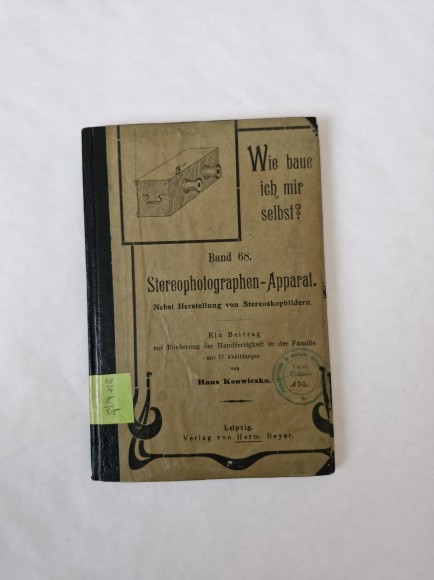 Wie baue
ich mir
selbst?
Band 68.
Stereophotographen-Apparat.
Nebst Herstellung von Stereoskopbildern.
Ein Beitrag
zur Förderung der Handfertigkeit in der Familie
mit 17 Abbildungen
von
Hans Konwiczka.
Leipzig.
Verlag von Herm. Beyer.